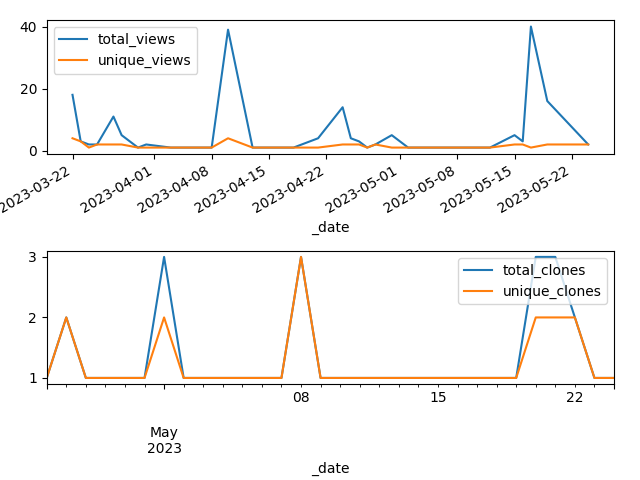 40
20
0
total_views
unique_views
2023-03-22
2023-04-01
2023-04-08
2023-04-15
2023-04-22
2023-05-01
2023-05-08
2023-05-15
2023-05-22
_date
3
2
1
total_clones
unique_clones
08
15
22
May
2023
_date